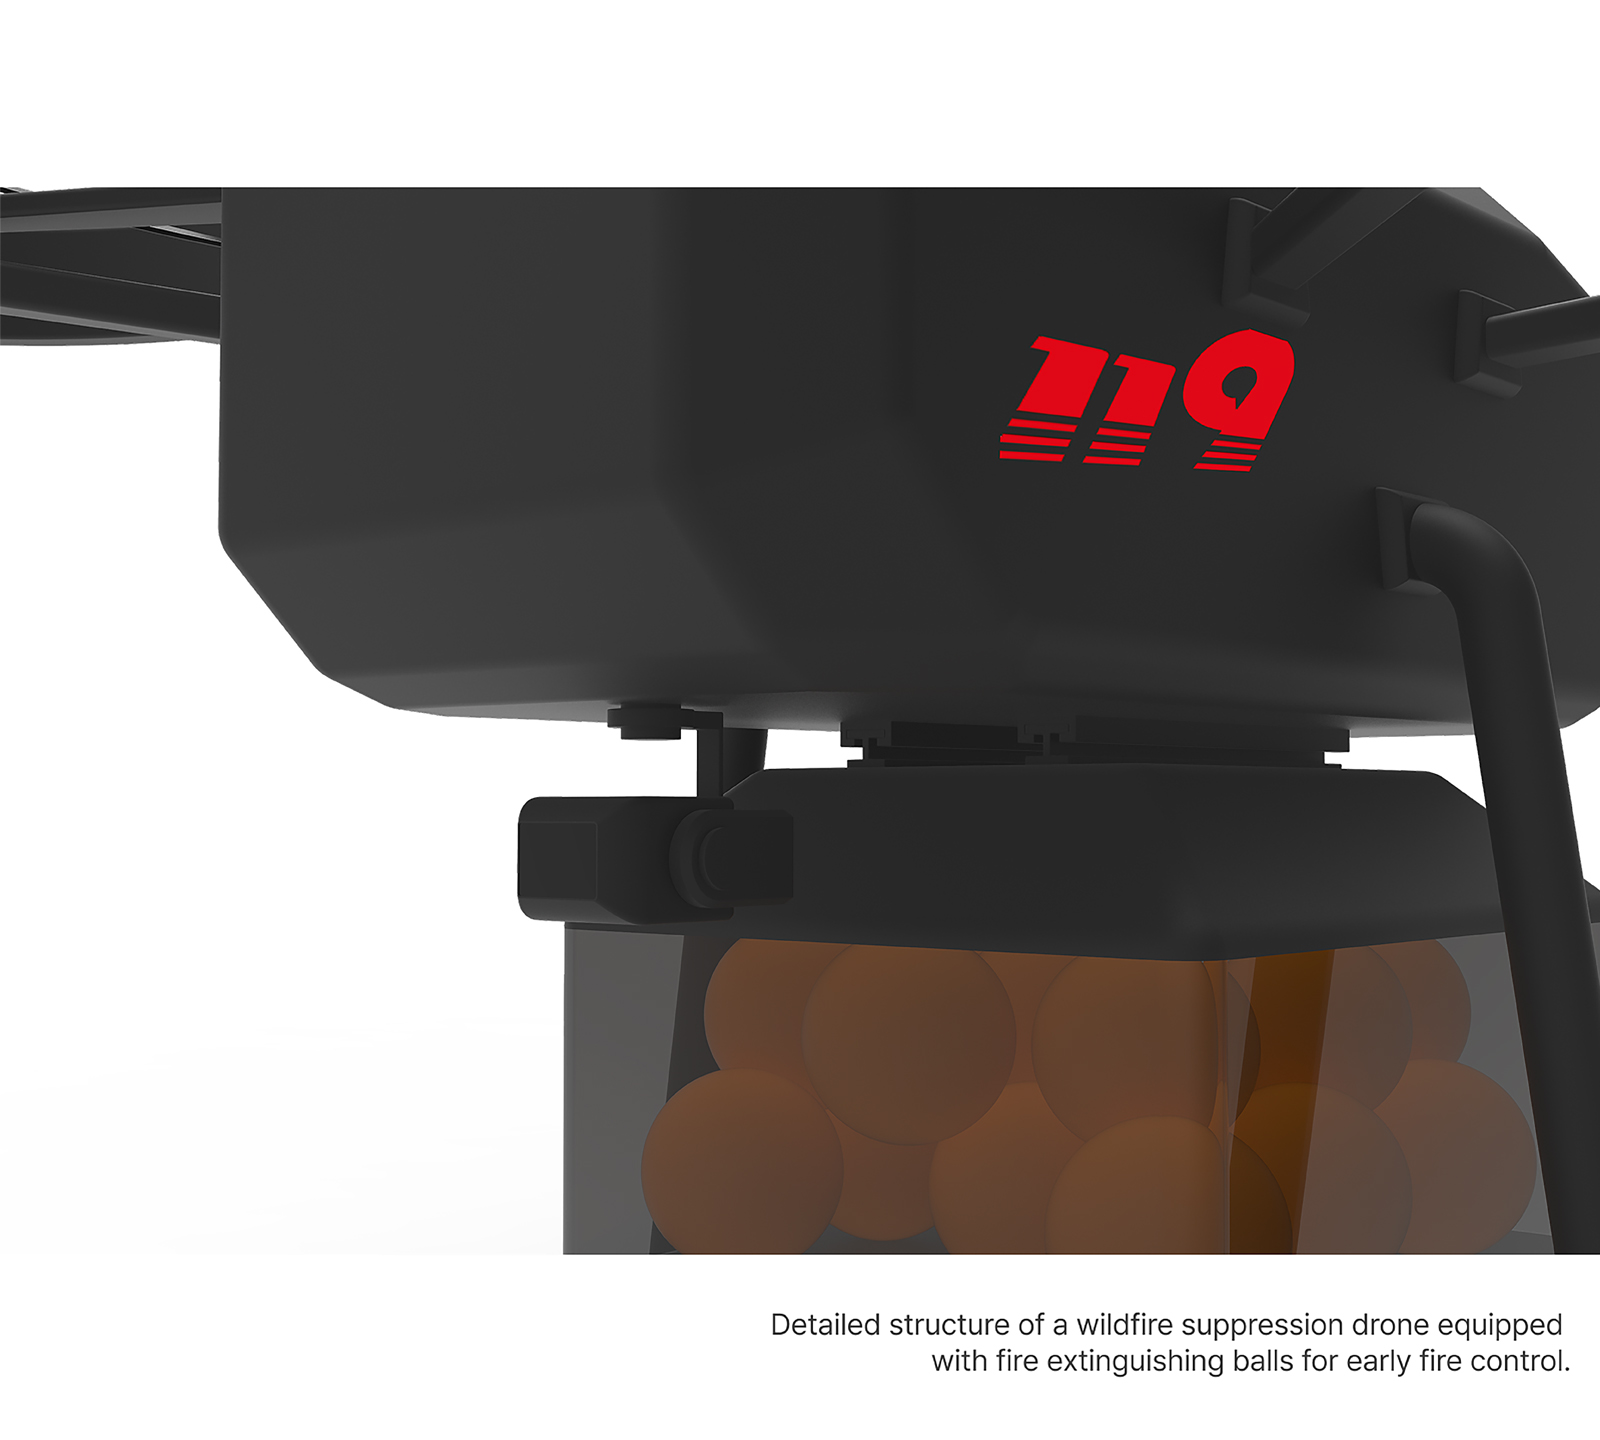 119
Detailed structure of a wildfire suppression drone equipped
with fire extinguishing balls for early fire control.